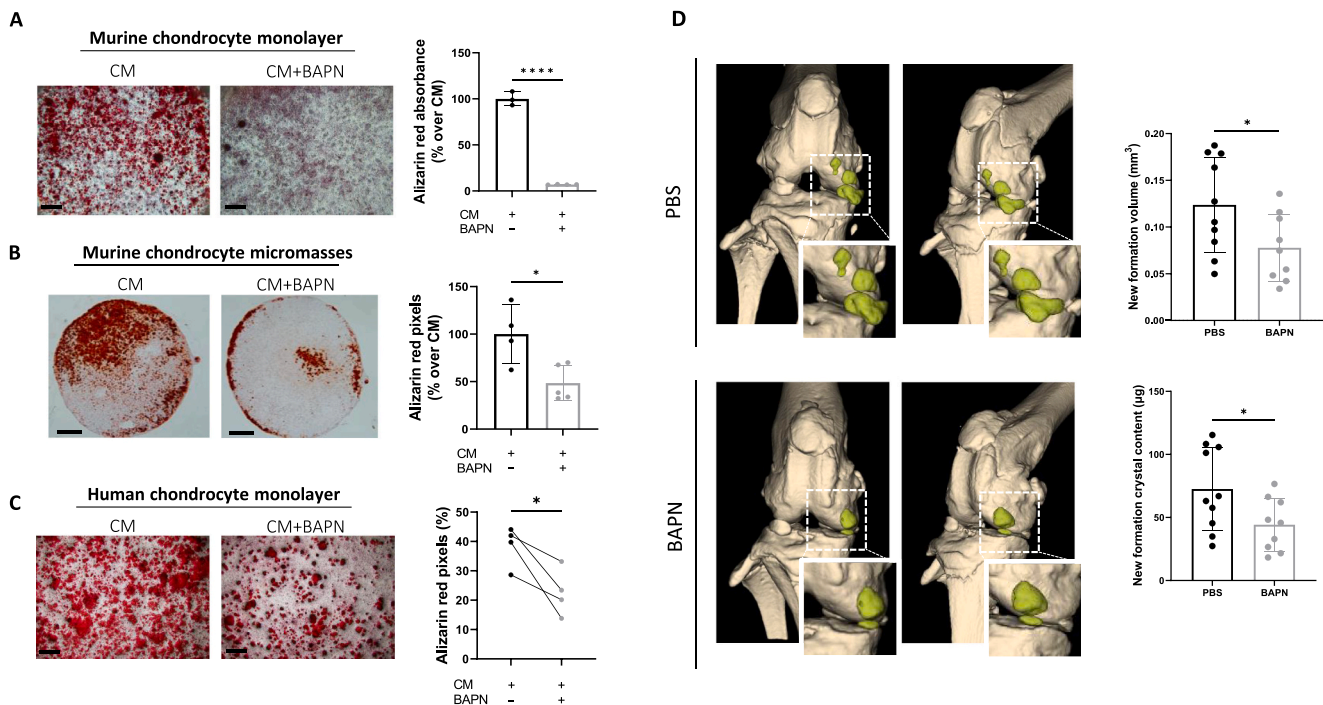 A
Murine chondrocyte monolayer
CM CM+BAPN
Alizarin red absorbance
(% over CM)
150
100
50
0
****
CM + +
BAPN – +
B
Murine chondrocyte micromasses
CM CM+BAPN
Alizarin red pixels
(% over CM)
150
100
50
0
*
CM + +
BAPN – +
C
Human chondrocyte monolayer
CM CM+BAPN
Alizarin red pixels (%)
50
40
30
20
10
0
*
CM + +
BAPN – +
D
PBS
New formation volume (mm³)
0.20
0.15
0.10
0.05
0.00
*
PBS BAPN
BAPN
New formation crystal content (µg)
150
100
50
0
*
PBS BAPN